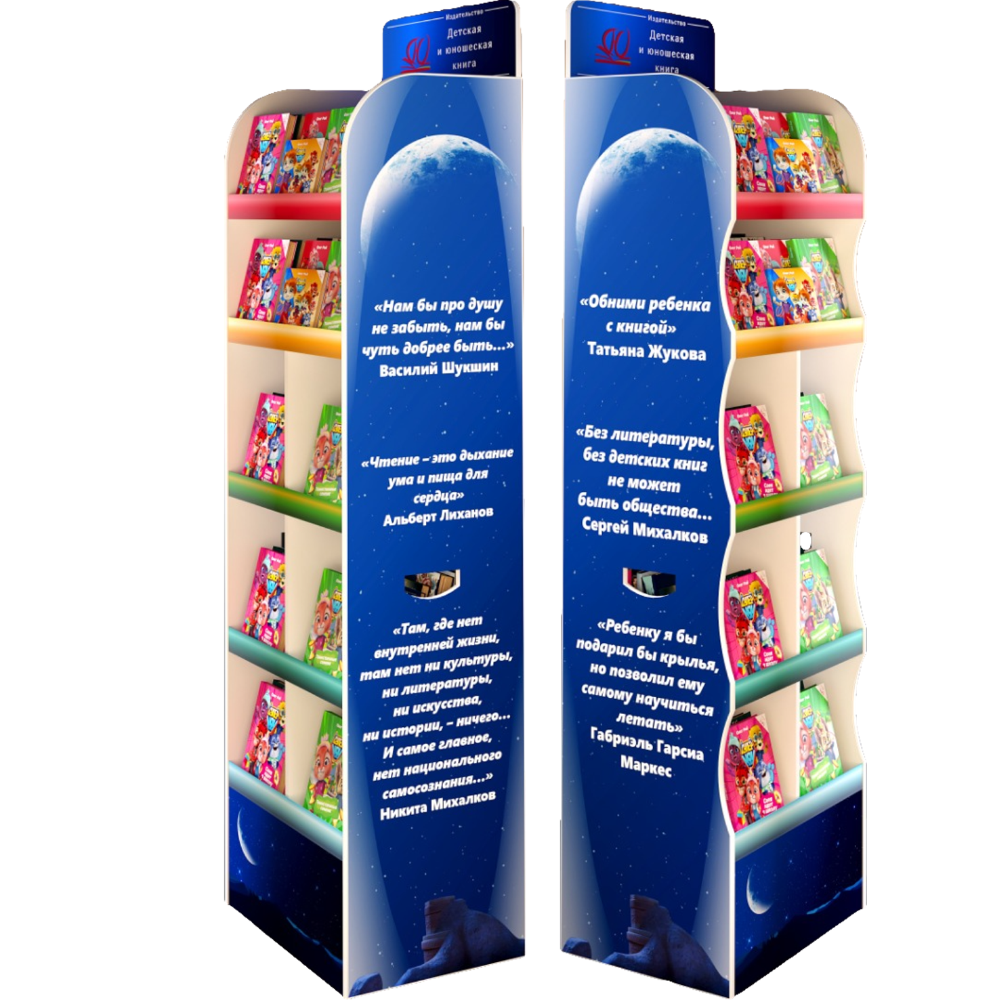 Издательство
Детская
и юношеская
книга
«Нам бы про душу
не забыть, нам бы
чуть добрее быть...»
Василий Шукшин
«Чтение – это дыхание
ума и пища для
сердца»
Альберт Лиханов
«Там, где нет
внутренней жизни,
там нет ни культуры,
ни литературы,
ни искусства,
ни истории, – ничего...
И самое главное,
нет национального
самосознания...»
Никита Михалков
Издательство
Детская
и юношеская
книга
«Обними ребенка
с книгой»
Татьяна Жукова
«Без литературы,
без детских книг
не может
быть общества...
Сергей Михалков
«Ребенку я бы
подарил бы крылья,
но позволил ему
самому научиться
летать»
Габриэль Гарсиа
Маркес